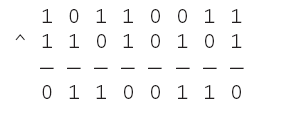 1 0 1 1 0 0 1 1
^ 1 1 0 1 0 1 0 1
— — — — — — — —
0 1 1 0 0 1 1 0